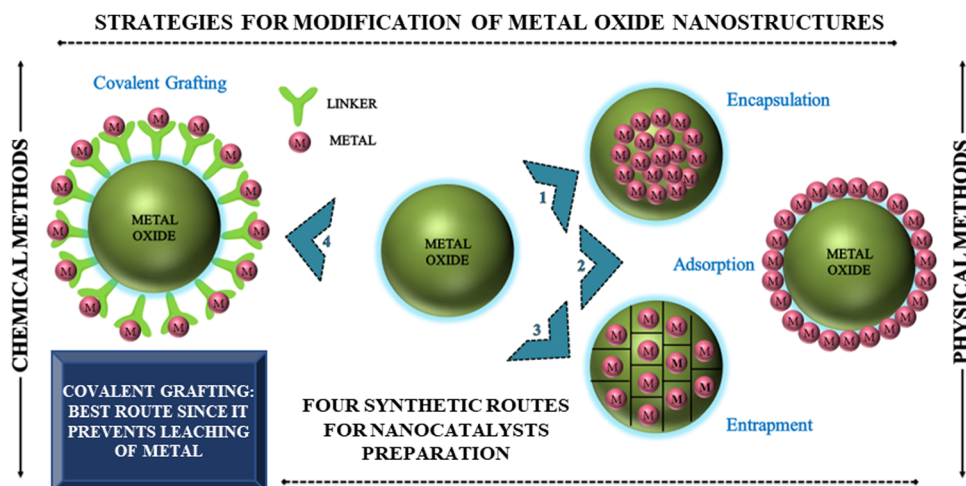 STRATEGIES FOR MODIFICATION OF METAL OXIDE NANOSTRUCTURES
CHEMICAL METHODS
Covalent Grafting
LINKER
METAL
M M M M M M M M M M M M M M M
METAL
OXIDE
4
METAL
OXIDE
1
2
3
Encapsulation
M M M M M M M M M M M M M M M M M M M
Adsorption
METAL
OXIDE
M M M M M M M M M M M M M M M M M M M M M M M M M M
M M M M M M M M M M M M M
Entrapment
PHYSICAL METHODS
COVALENT GRAFTING:
BEST ROUTE SINCE IT
PREVENTS LEACHING
OF METAL
FOUR SYNTHETIC ROUTES
FOR NANOCATALYSTS
PREPARATION